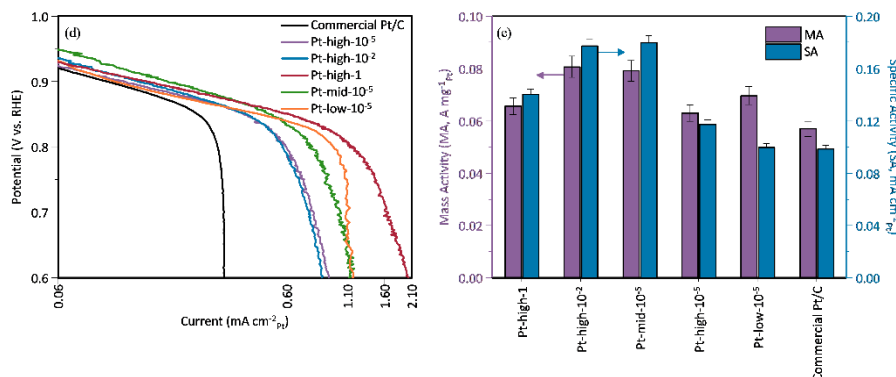 (d)
Commercial Pt/C
Pt-high-10⁻⁵
Pt-high-10⁻²
Pt-high-1
Pt-mid-10⁻⁵
Pt-low-10⁻⁵
1.0
0.9
0.8
0.7
0.6
Potential (V vs. RHE)
0.06
0.60
1.10
1.60
2.10
Current (mA cm⁻²Pt)
(e)
MA
SA
0.10
0.08
0.06
0.04
0.02
0.00
Mass Activity (MA, A mg⁻¹Pt)
0.20
0.16
0.12
0.08
0.04
0.00
Specific Activity (SA, mA cm⁻²Pt)
Pt-high-1
Pt-high-10⁻²
Pt-mid-10⁻⁵
Pt-high-10⁻⁵
Pt-low-10⁻⁵
Commercial Pt/C